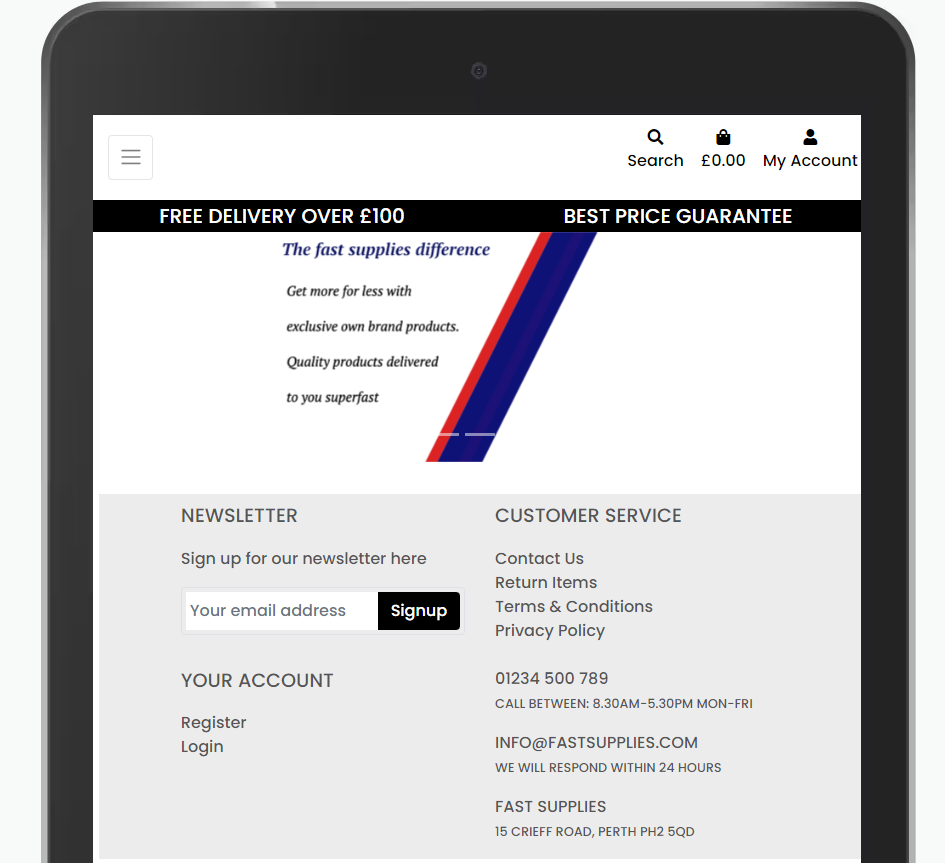 Search £0.00 My Account
FREE DELIVERY OVER £100 BEST PRICE GUARANTEE
The fast supplies difference
Get more for less with
exclusive own brand products.
Quality products delivered
to you superfast
NEWSLETTER
Sign up for our newsletter here
Your email address Signup
YOUR ACCOUNT
Register
Login
CUSTOMER SERVICE
Contact Us
Return Items
Terms & Conditions
Privacy Policy
01234 500 789
CALL BETWEEN: 8.30AM-5.30PM MON-FRI
INFO@FASTSUPPLIES.COM
WE WILL RESPOND WITHIN 24 HOURS
FAST SUPPLIES
15 CRIEFF ROAD, PERTH PH2 5QD